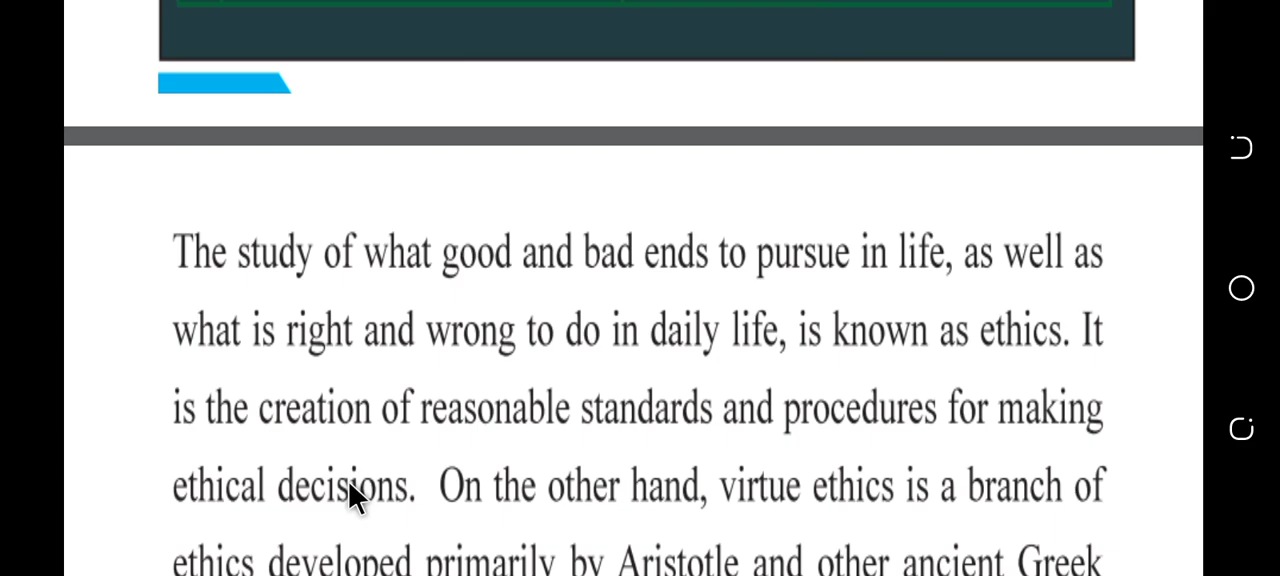 The study of what good and bad ends to pursue in life, as well as
what is right and wrong to do in daily life, is known as ethics. It
is the creation of reasonable standards and procedures for making
ethical decisions. On the other hand, virtue ethics is a branch of
ethics developed primarily by Aristotle and other ancient Greek